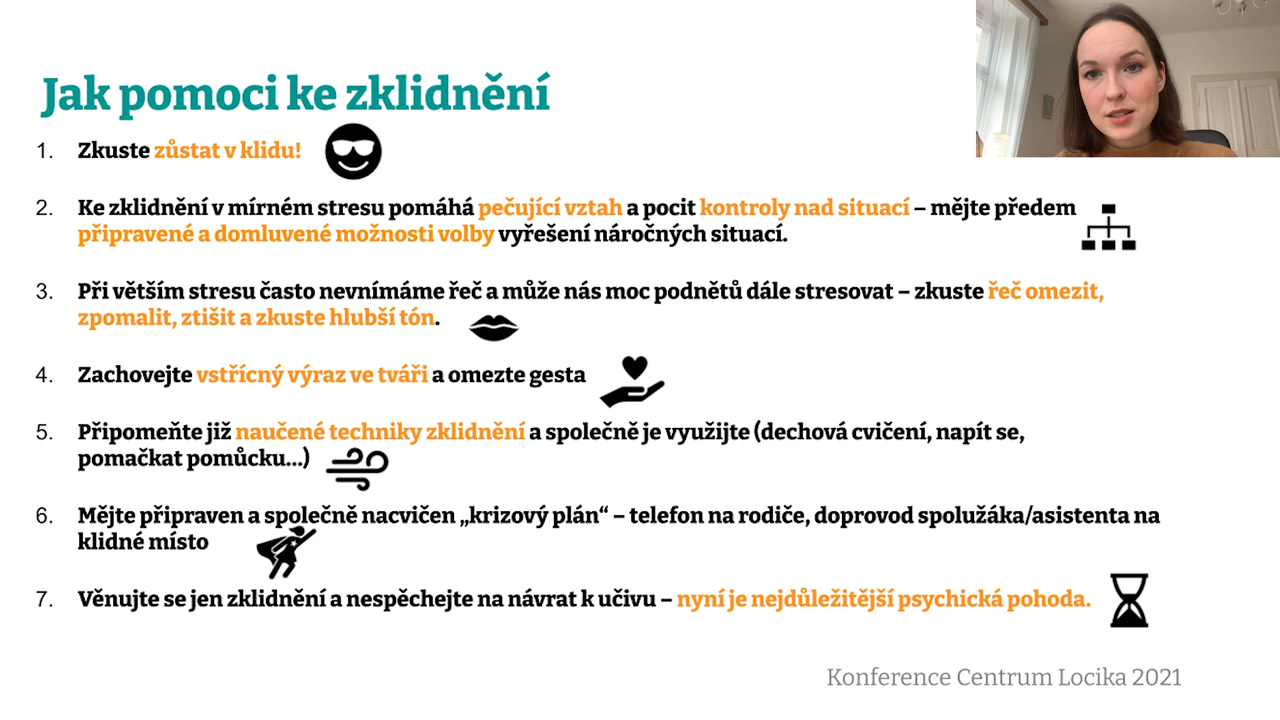 Jak pomoci ke zklidnění
1. Zkuste zůstat v klidu!
2. Ke zklidnění v mírném stresu pomáhá pečující vztah a pocit kontroly nad situací – mějte předem
připravené a domluvené možnosti volby vyřešení náročných situací.
3. Při větším stresu často nevnímáme řeč a může nás moc podnětů dále stresovat – zkuste řeč omezit,
zpomalit, ztišit a zkuste hlubší tón.
4. Zachovejte vstřícný výraz ve tváři a omezte gesta
5. Připomeňte již naučené techniky zklidnění a společně je využijte (dechová cvičení, napít se,
pomačkat pomůcku...)
6. Mějte připraven a společně nacvičen „krizový plán“ – telefon na rodiče, doprovod spolužáka/asistenta na
klidné místo
7. Věnujte se jen zklidnění a nespěchejte na návrat k učivu – nyní je nejdůležitější psychická pohoda.
Konference Centrum Locika 2021